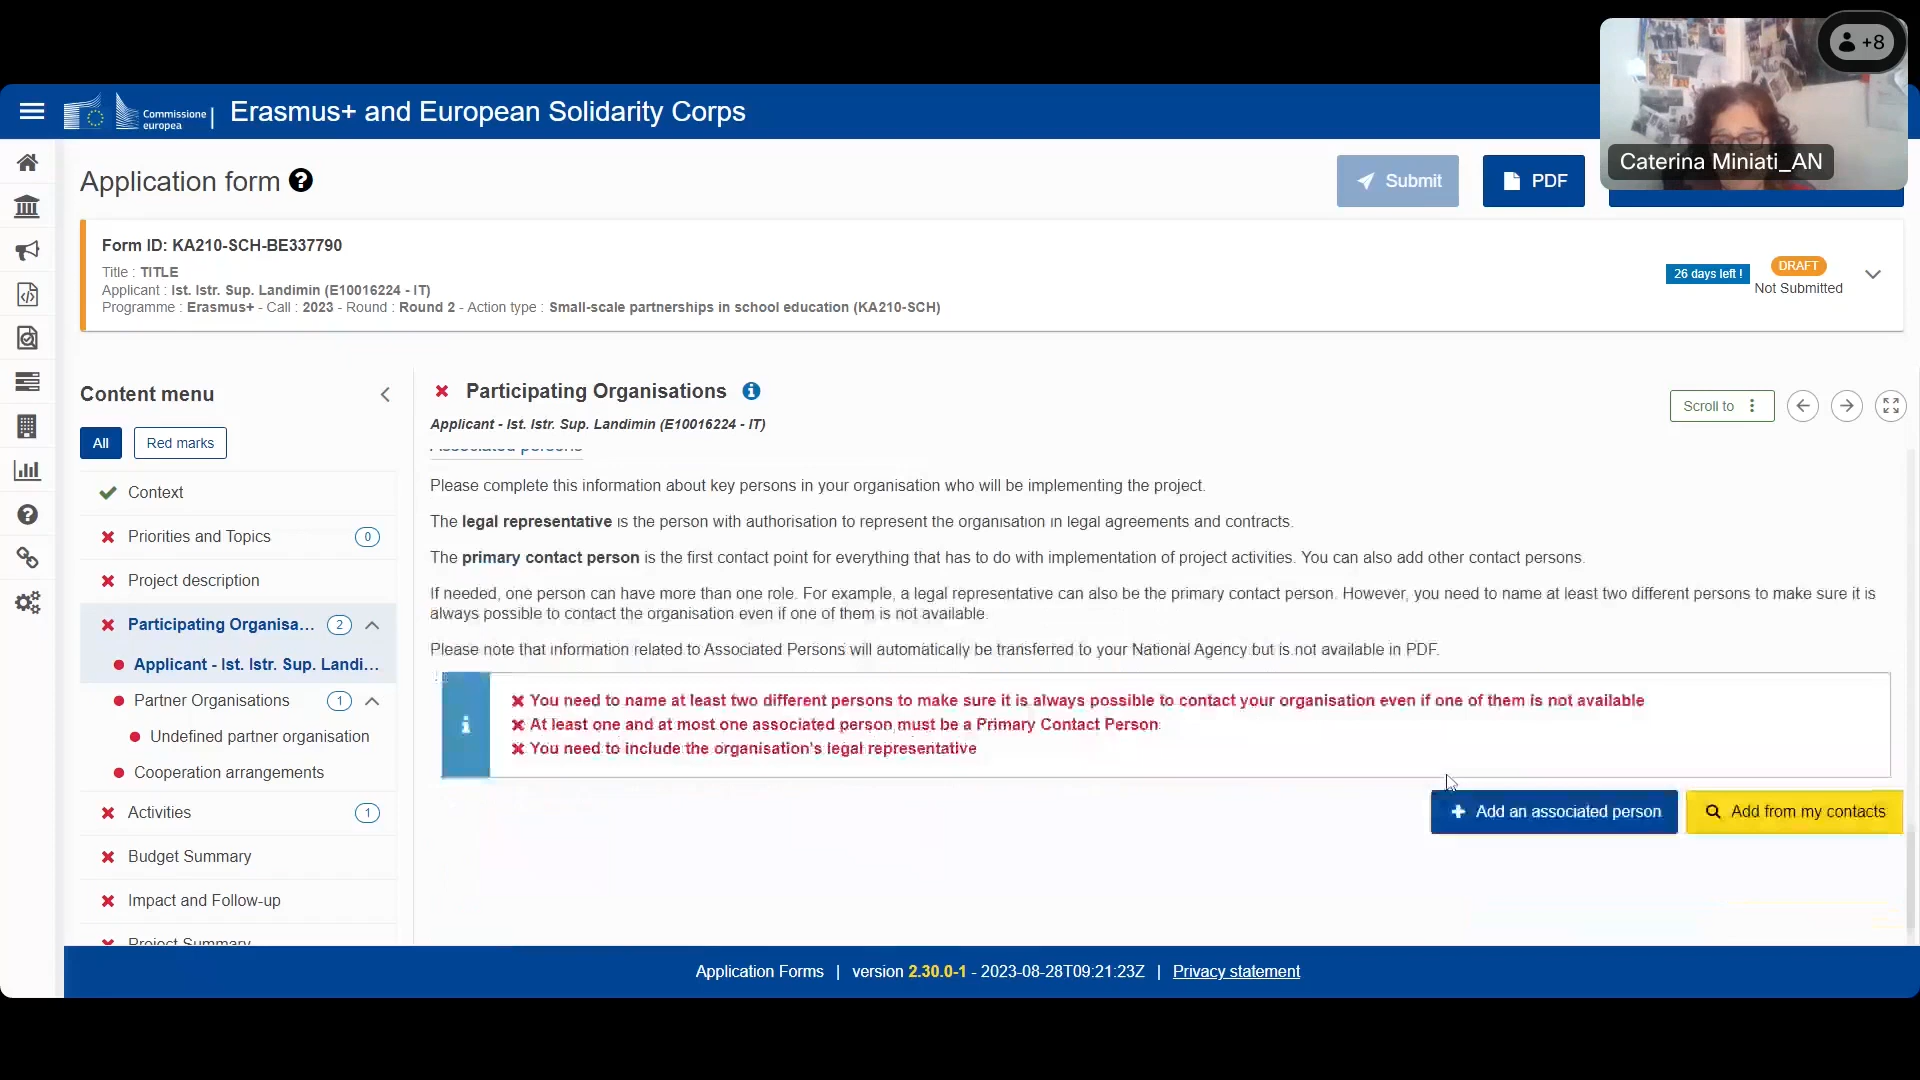 +8
Caterina Miniati_AN
Commissione europea
Erasmus+ and European Solidarity Corps
Application form
Submit
PDF
Form ID: KA210-SCH-BE337790
Title : TITLE
Applicant : Ist. Istr. Sup. Landimin (E10016224 - IT)
Programme : Erasmus+ - Call : 2023 - Round : Round 2 - Action type : Small-scale partnerships in school education (KA210-SCH)
26 days left !
DRAFT
Not Submitted
Content menu
All
Red marks
Context
Priorities and Topics 0
Project description
Participating Organisa... 2
Applicant - Ist. Istr. Sup. Landi...
Partner Organisations 1
Undefined partner organisation
Cooperation arrangements
Activities 1
Budget Summary
Impact and Follow-up
Project Summary
Participating Organisations
Applicant - Ist. Istr. Sup. Landimin (E10016224 - IT)
Scroll to
Associated persons
Please complete this information about key persons in your organisation who will be implementing the project.
The legal representative is the person with authorisation to represent the organisation in legal agreements and contracts.
The primary contact person is the first contact point for everything that has to do with implementation of project activities. You can also add other contact persons.
If needed, one person can have more than one role. For example, a legal representative can also be the primary contact person. However, you need to name at least two different persons to make sure it is
always possible to contact the organisation even if one of them is not available.
Please note that information related to Associated Persons will automatically be transferred to your National Agency but is not available in PDF.
You need to name at least two different persons to make sure it is always possible to contact your organisation even if one of them is not available
At least one and at most one associated person must be a Primary Contact Person
You need to include the organisation's legal representative
Add an associated person
Add from my contacts
Application Forms | version 2.30.0-1 - 2023-08-28T09:21:23Z | Privacy statement